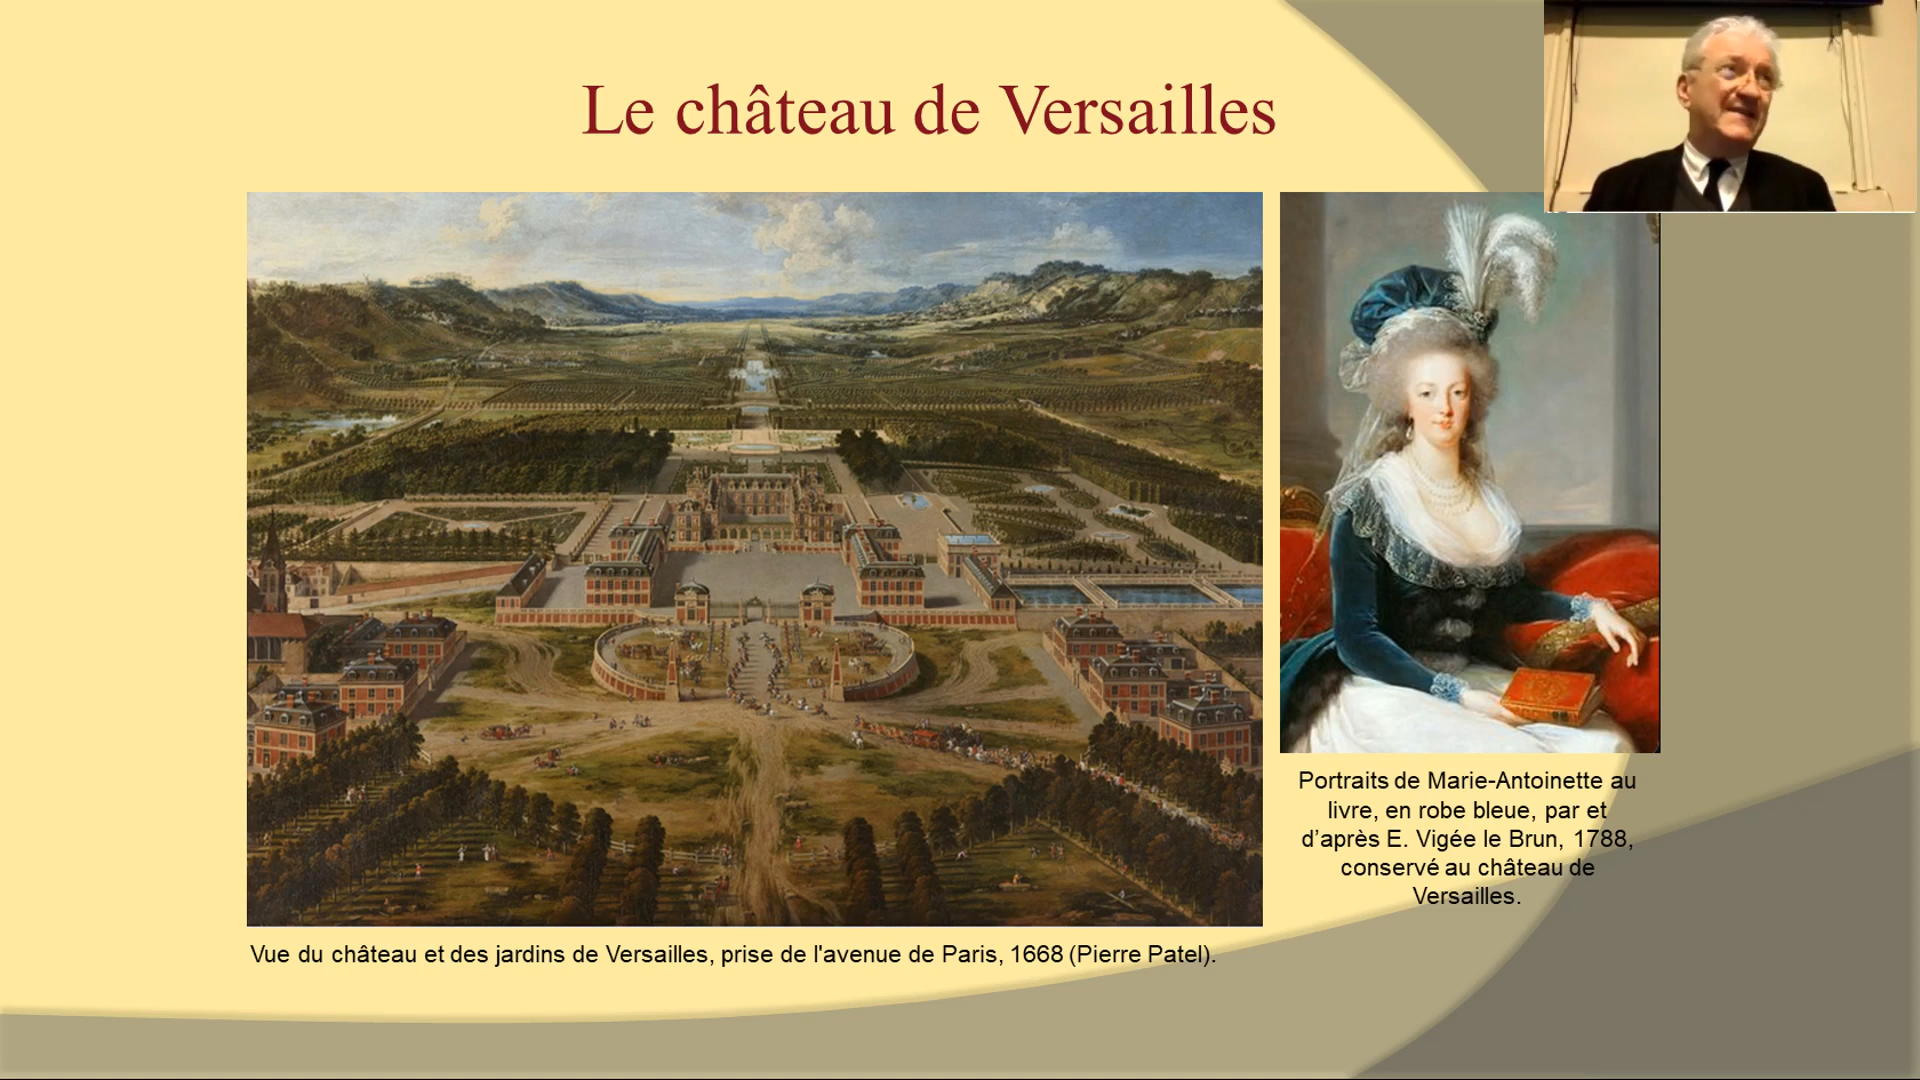 Le château de Versailles
Portraits de Marie-Antoinette au
livre, en robe bleue, par et
d’après E. Vigée le Brun, 1788,
conservé au château de
Versailles.
Vue du château et des jardins de Versailles, prise de l'avenue de Paris, 1668 (Pierre Patel).